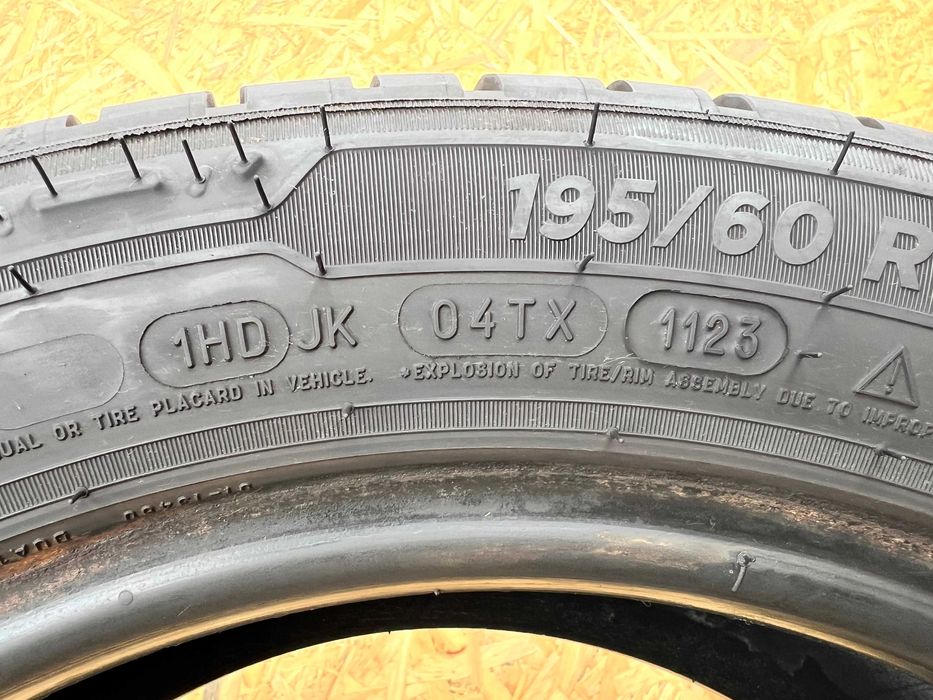 195/60 R
1HD JK 04TX 1123
UAL OR TIRE PLACARD IN VEHICLE. •EXPLOSION OF TIRE/RIM ASSEMBLY DUE TO IMPROP